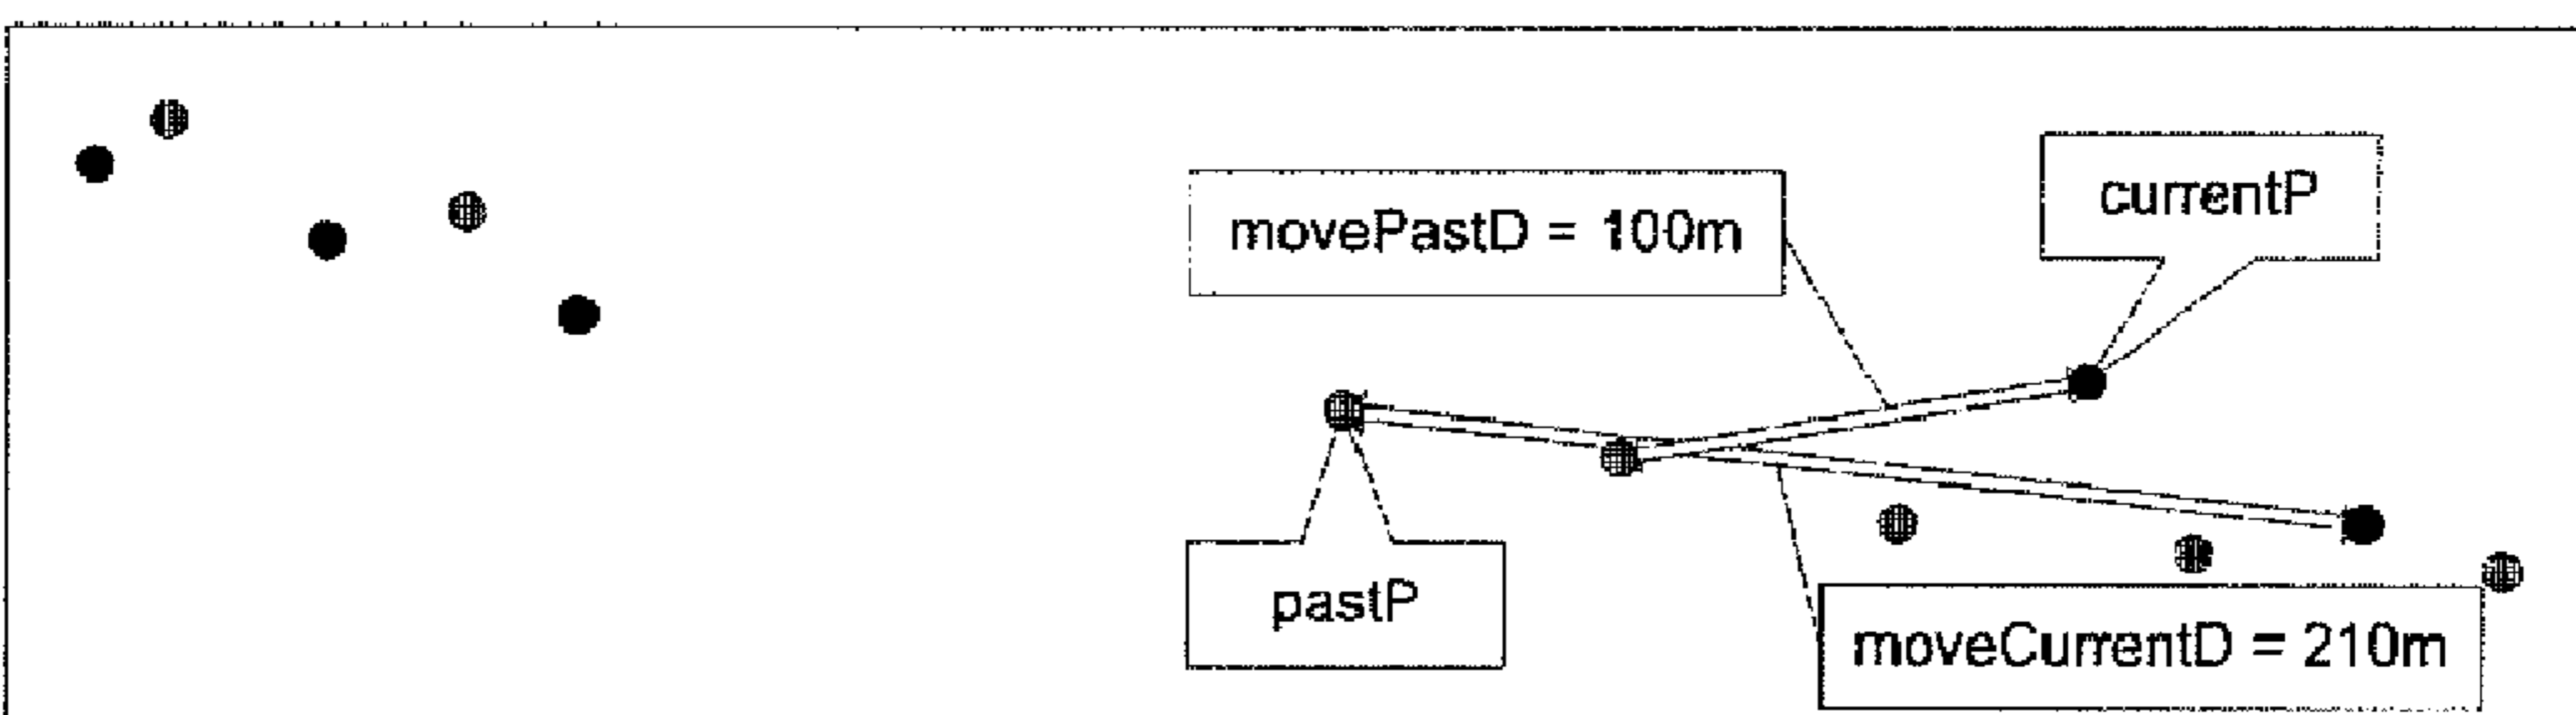 currentP
movePastD = 100m
pastP
moveCurrentD = 210m